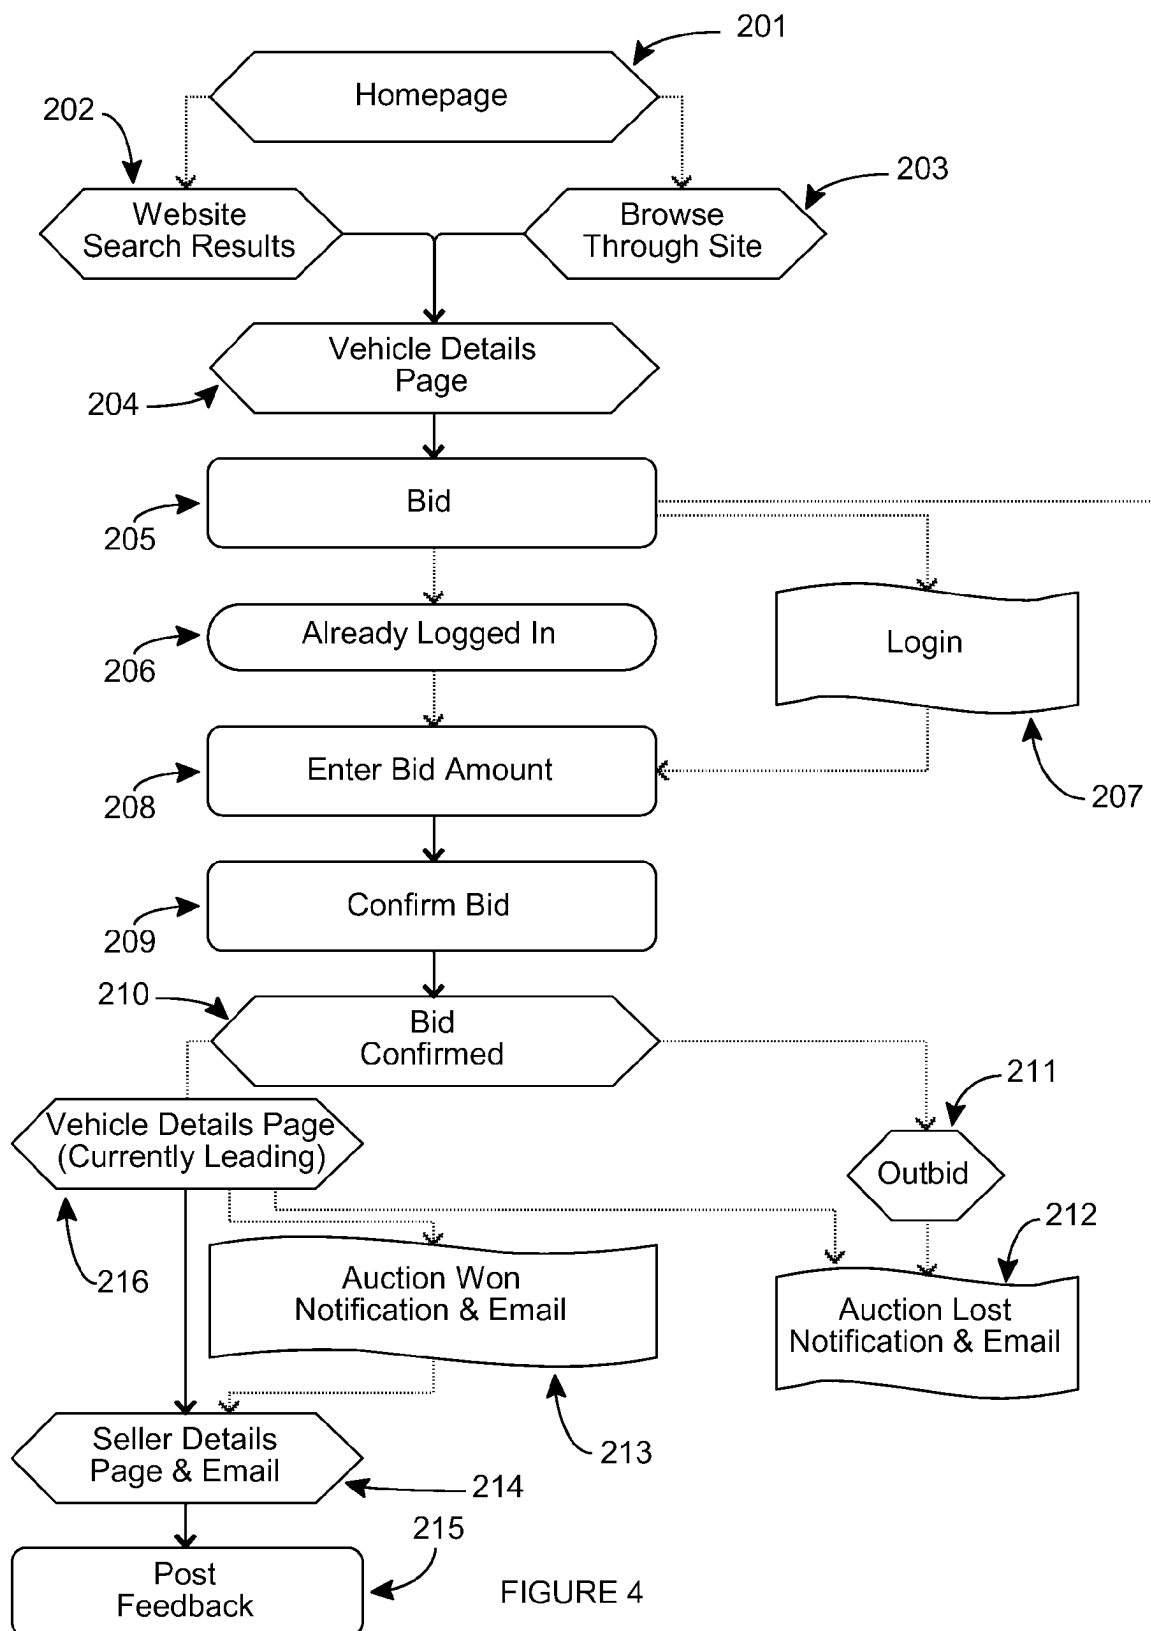 201
Homepage
202
203
Website
Search Results
Browse
Through Site
Vehicle Details
Page
204
Bid
205
Already Logged In
206
Login
Enter Bid Amount
207
208
Confirm Bid
209
210
Bid
Confirmed
211
Vehicle Details Page
(Currently Leading)
Outbid
212
216
Auction Won
Notification & Email
Auction Lost
Notification & Email
213
Seller Details
Page & Email
214
215
Post
Feedback
FIGURE 4